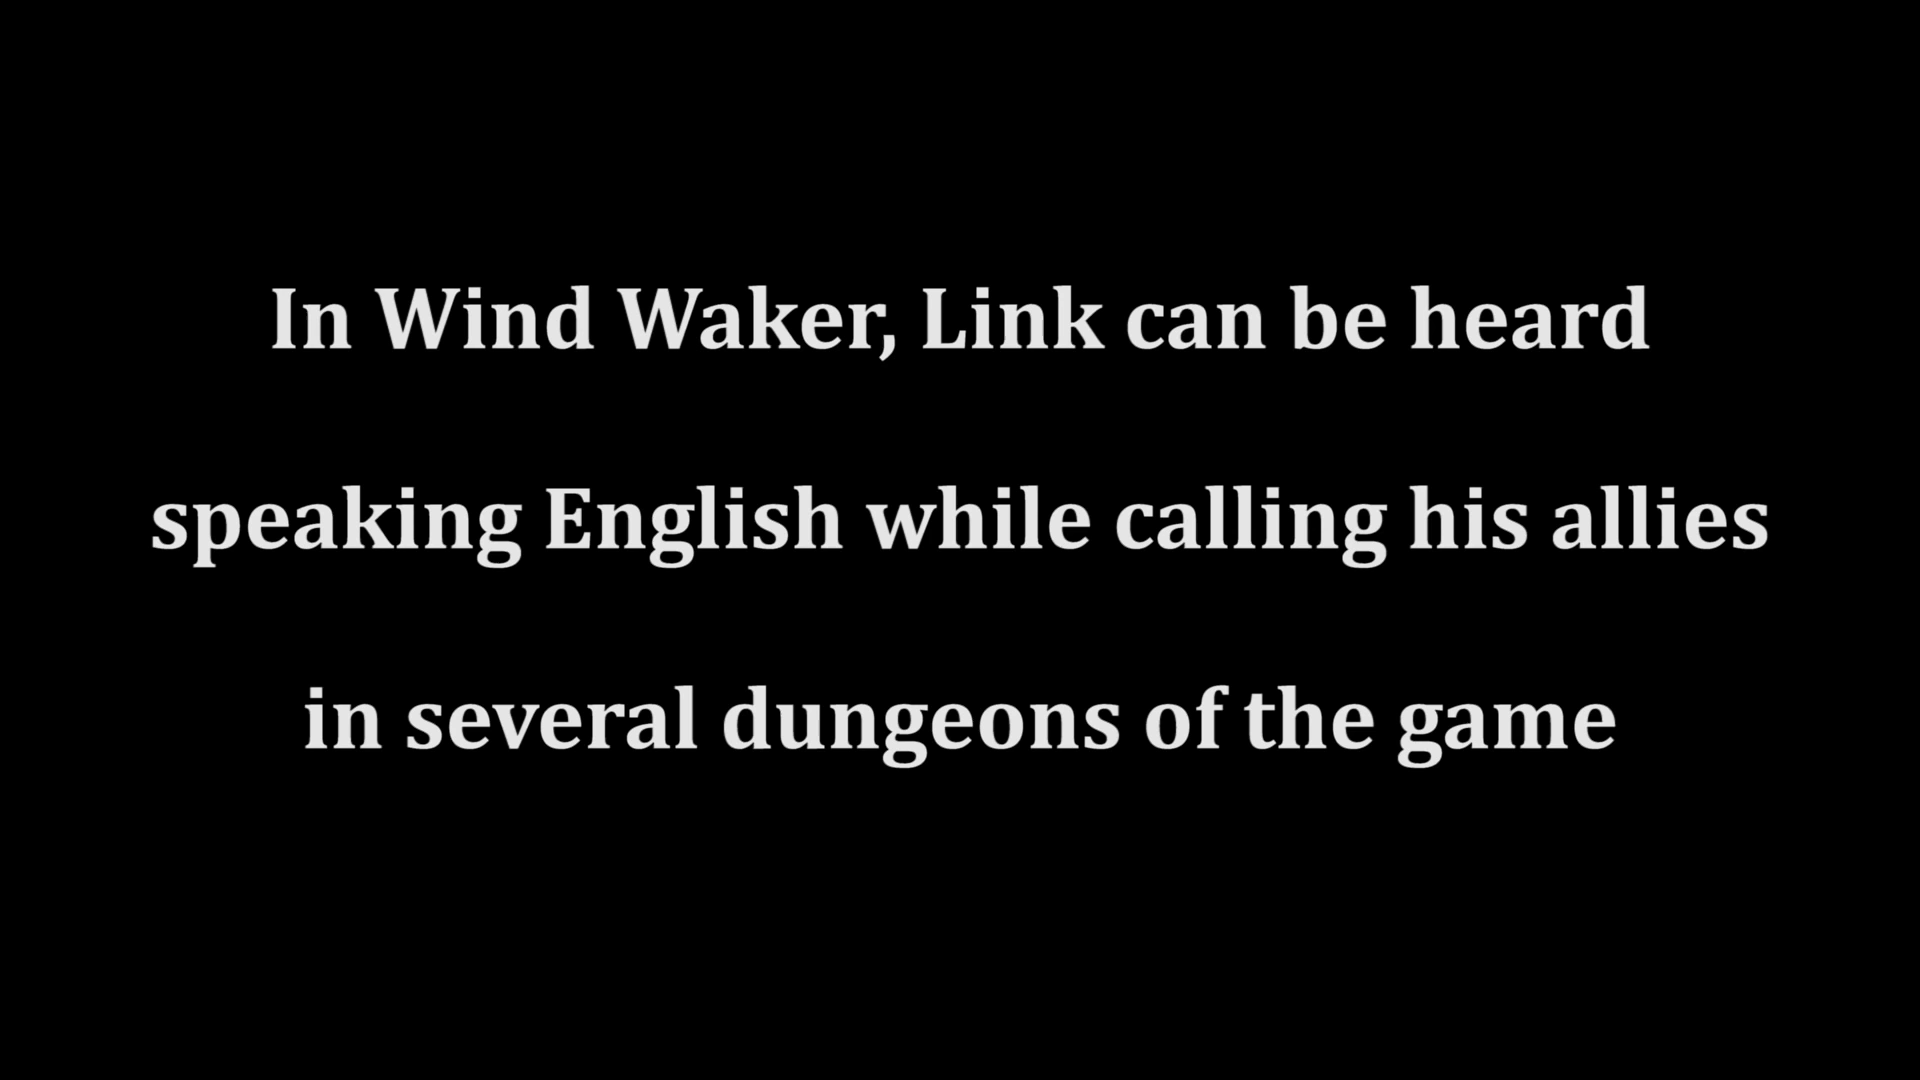 In Wind Waker, Link can be heard
speaking English while calling his allies
in several dungeons of the game